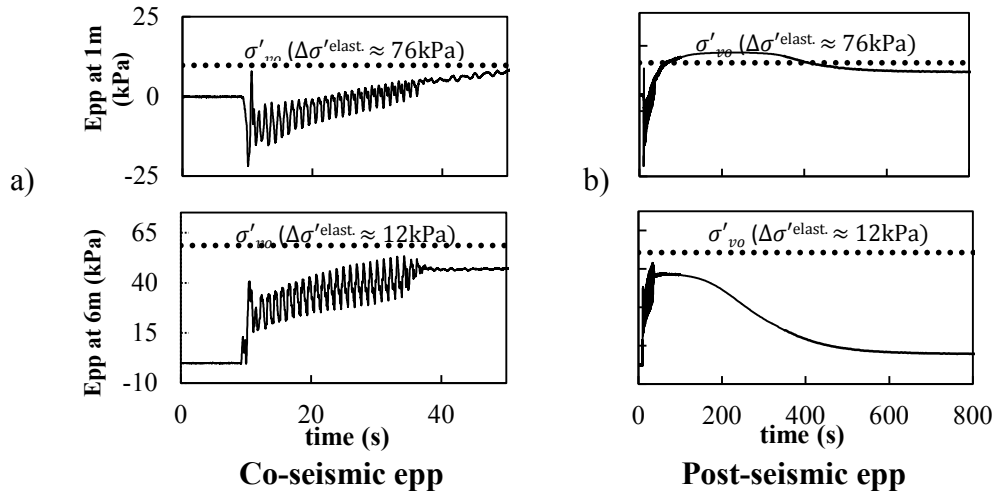 a)
Epp at 1m
(kPa)
25
0
-25
σ′vo (Δσ′elast. ≈ 76kPa)
Epp at 6m (kPa)
65
40
15
-10
σ′vo (Δσ′elast. ≈ 12kPa)
0 20 40
time (s)
Co-seismic epp
b)
σ′vo (Δσ′elast. ≈ 76kPa)
σ′vo (Δσ′elast. ≈ 12kPa)
0 200 400 600 800
time (s)
Post-seismic epp